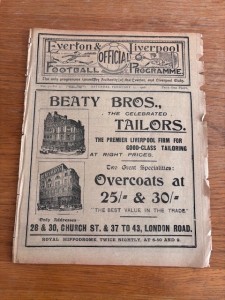 Everton & Liverpool
OFFICIAL
FOOTBALL PROGRAMME
BEATY BROS.,
THE CELEBRATED
TAILORS.
THE PREMIER LIVERPOOL FIRM FOR
GOOD-CLASS TAILORING
AT RIGHT PRICES.
Two Great Specialities:
Overcoats at
25/- & 30/-
"THE BEST VALUE IN THE TRADE"
Only Addresses:
28 & 30, CHURCH ST. & 37 TO 43, LONDON ROAD.
ROYAL HIPPODROME, TWICE NIGHTLY, AT 6-50 AND 9.